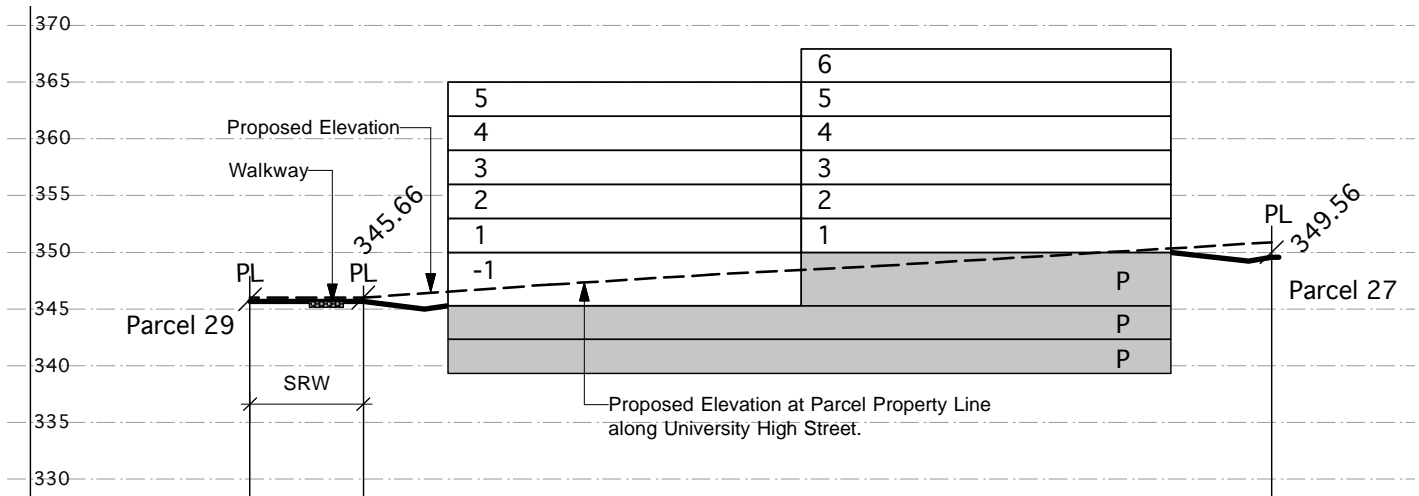 370
6
365
5
5
Proposed Elevation
360
4
4
Walkway
3
3
355
345.66
2
2
PL
349.56
1
1
350
PL
PL
-1
P
Parcel 27
345
Parcel 29
P
340
P
SRW
Proposed Elevation at Parcel Property Line
along University High Street.
335
330